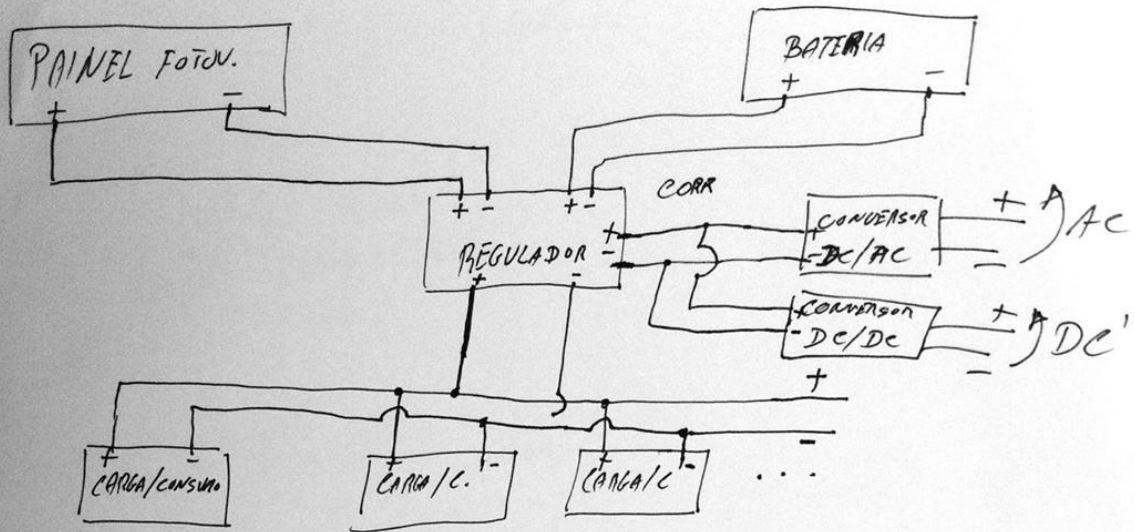 PAINEL FOTOV.
+ -
BATERIA
+ -
+ - + -
CORR
REGULADOR
+
-
+ -
+ CONVERSOR
- DC/AC
+
-
AC
+ CONVERSOR
- DC/DC
+
-
DC'
+
-
+ -
CARGA/CONSUMO
+ -
CARGA/C.
+ -
CARGA/C
. . .